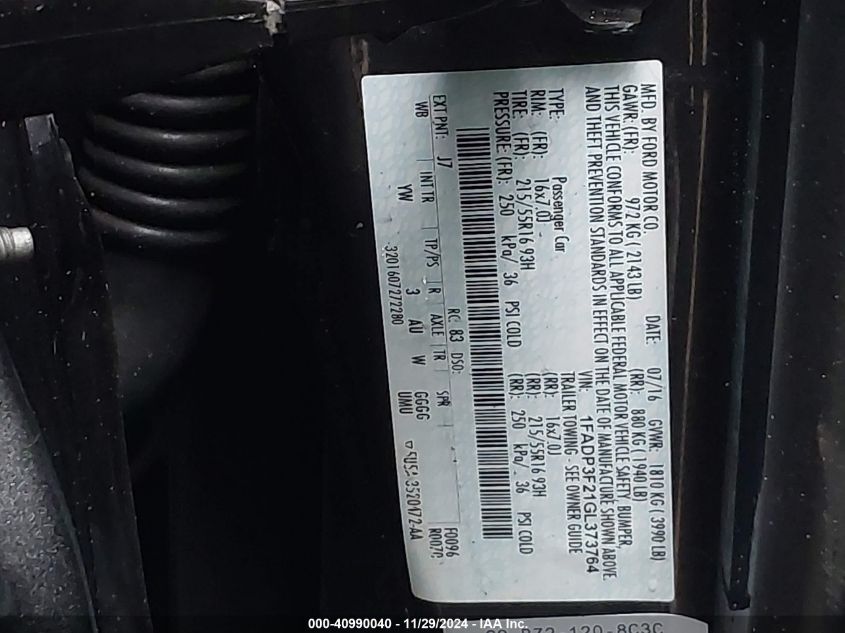 MFD. BY FORD MOTOR CO.
DATE: 07/16 GVWR: 1810 KG ( 3990 LB)
GAWR: (FR): 972 KG ( 2143 LB) (RR): 880 KG ( 1940 LB)
THIS VEHICLE CONFORMS TO ALL APPLICABLE FEDERAL MOTOR VEHICLE SAFETY, BUMPER,
AND THEFT PREVENTION STANDARDS IN EFFECT ON THE DATE OF MANUFACTURE SHOWN ABOVE.
VIN: 1FADP3F21GL373764
TYPE: Passenger Car TRAILER TOWING - SEE OWNER GUIDE
RIM: (FR): 16x7.0J - (RR): 16x7.0J
TIRE: (FR): 215/55R16 93H (RR): 215/55R16 93H
PRESSURE: (FR): 250 kPa/ 36 PSI COLD (RR): 250 kPa/ 36 PSI COLD
RC: 83 DSO: F0096
EXT PNT: J7 INT TR TP/PS R AXLE TR SPR
WB YW 3 AU W GGGG
UMU
3201607272280
000-40990040 - 11/29/2024 - 1AA Inc.